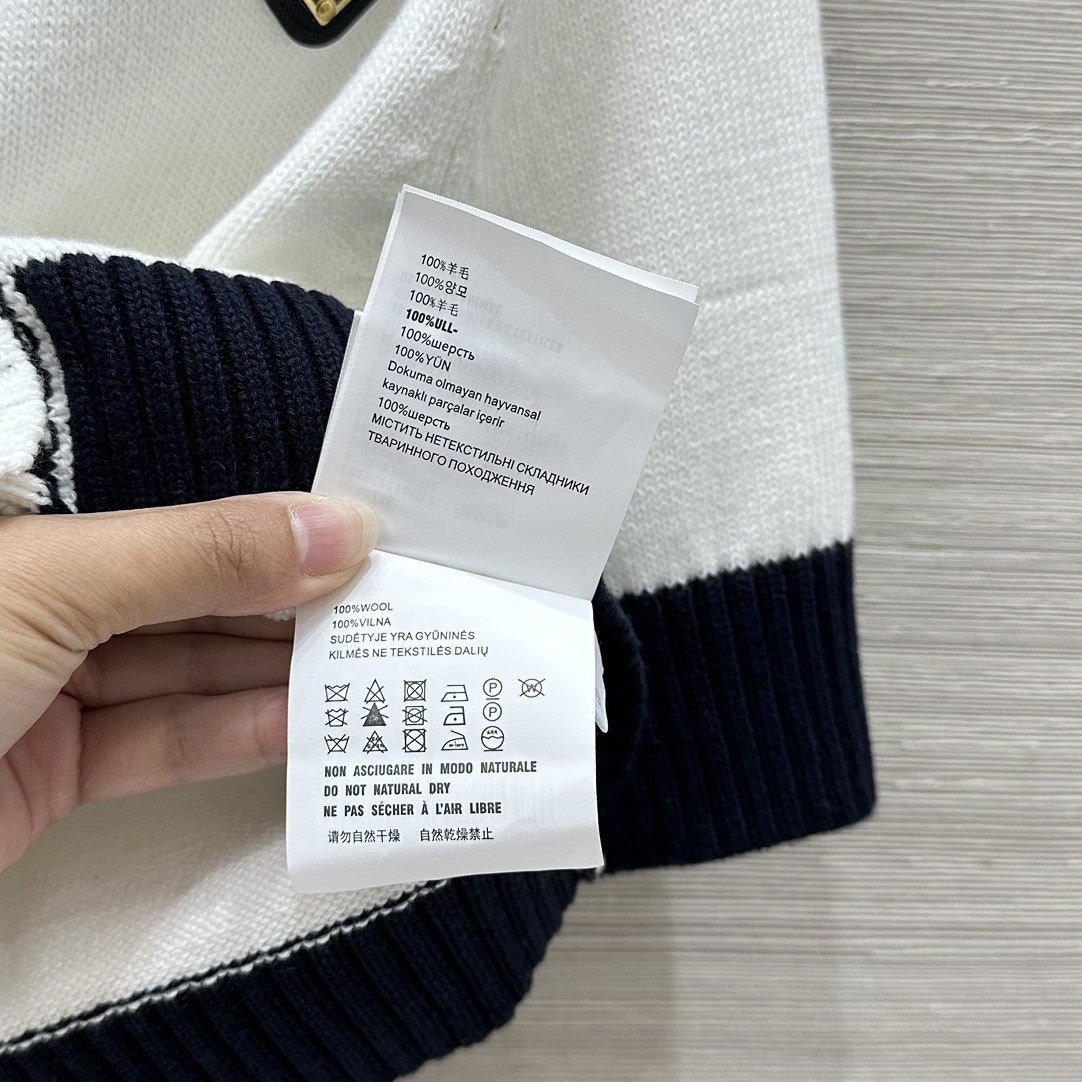 100%羊毛
100%양모
100%羊毛
100%ULL-
100%шерсть
100%YÜN
Dokuma olmayan hayvansal
kaynaklı parçalar içerir
100%шерсть
МІСТИТЬ НЕТЕКСТИЛЬНІ СКЛАДНИКИ
ТВАРИННОГО ПОХОДЖЕННЯ
100%WOOL
100%VILNA
SUDĖTYJE YRA GYŪNINĖS
ĶILMĖS NE TEKSTILĖS DALIŲ
P W
P
NON ASCIUGARE IN MODO NATURALE
DO NOT NATURAL DRY
NE PAS SÉCHER À L'AIR LIBRE
请勿自然干燥 自然乾燥禁止